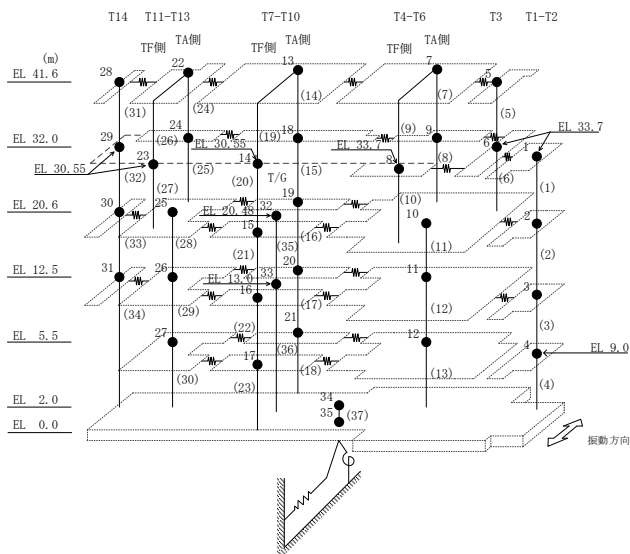 T14 T11-T13 T7-T10 T4-T6 T3 T1-T2
(m) TF側 TA側 TF側 TA側 TF側 TA側
EL 41.6 28 22 13 7 5
(31) (24) (14) (7) (5)
EL 32.0 29 24 (26) EL 30.55 (19) 18 EL 33.7 (9) 9 6 1 EL 33.7
EL 30.55 (32) 23 (25) 14 (15) 8 (8) (6) (1)
(27) (20) T/G 19 (10)
EL 20.6 30 25 EL 20.48 32 10 2
(33) (28) 15 (35) (16) (11) (2)
EL 12.5 31 26 (21) EL 13.0 33 20 11 3
(34) (29) 16 (17) (12) (3)
EL 5.5 27 (22) 21 12 4 EL 9.0
(30) 17 (36) (18) (13) (4)
(23)
EL 2.0 34
EL 0.0 35 (37)
振動方向